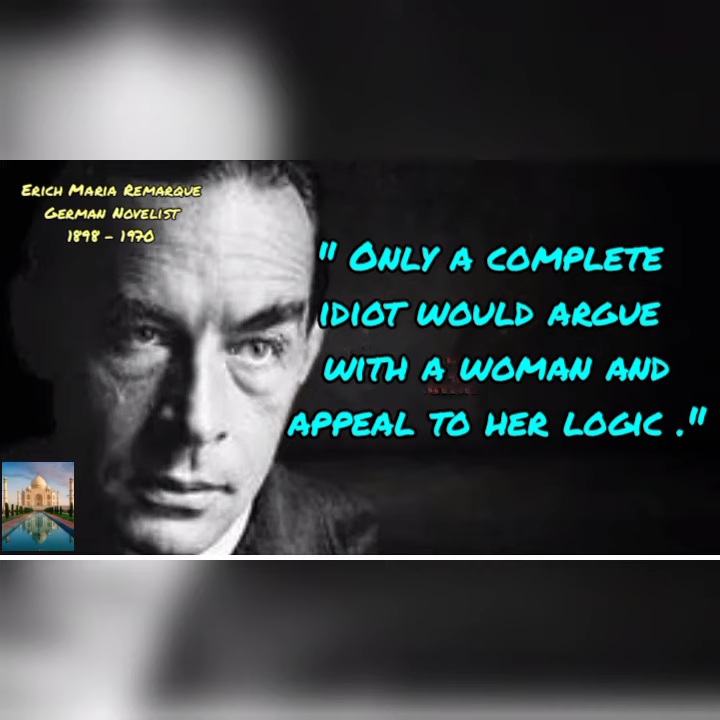 Erich Maria Remarque
German Novelist
1898 - 1970
" Only a complete
idiot would argue
with a woman and
appeal to her logic ."